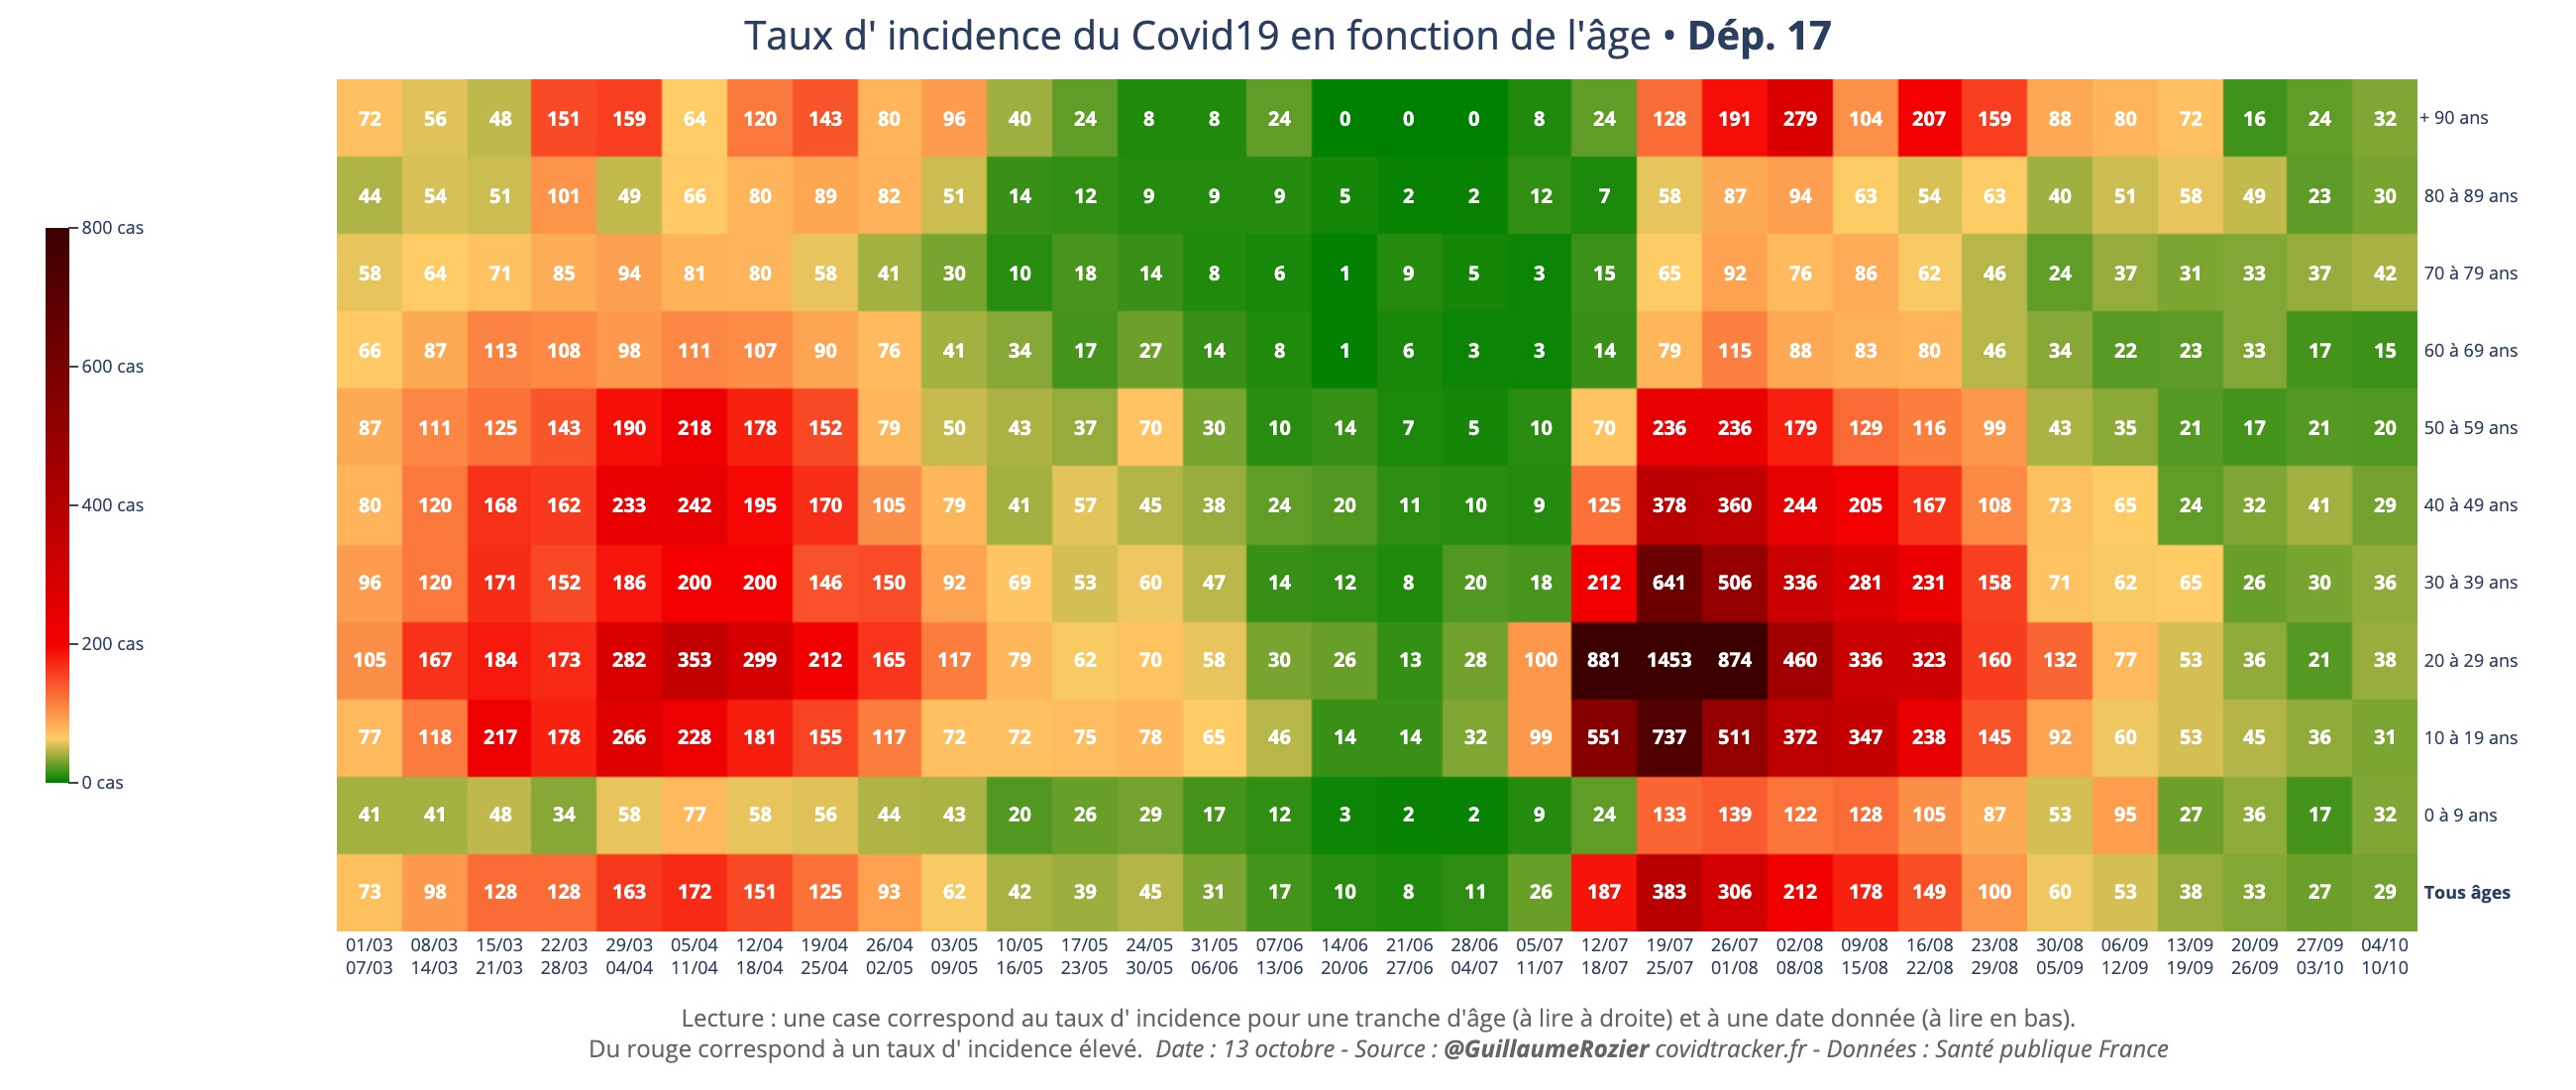 Taux d' incidence du Covid19 en fonction de l'âge • Dép. 17
800 cas
600 cas
400 cas
200 cas
0 cas
72 56 48 151 159 64 120 143 80 96 40 24 8 8 24 0 0 0 8 24 128 191 279 104 207 159 88 80 72 16 24 32 + 90 ans
44 54 51 101 49 66 80 89 82 51 14 12 9 9 9 5 2 2 12 7 58 87 94 63 54 63 40 51 58 49 23 30 80 à 89 ans
58 64 71 85 94 81 80 58 41 30 10 18 14 8 6 1 9 5 3 15 65 92 76 86 62 46 24 37 31 33 37 42 70 à 79 ans
66 87 113 108 98 111 107 90 76 41 34 17 27 14 8 1 6 3 3 14 79 115 88 83 80 46 34 22 23 33 17 15 60 à 69 ans
87 111 125 143 190 218 178 152 79 50 43 37 70 30 10 14 7 5 10 70 236 236 179 129 116 99 43 35 21 17 21 20 50 à 59 ans
80 120 168 162 233 242 195 170 105 79 41 57 45 38 24 20 11 10 9 125 378 360 244 205 167 108 73 65 24 32 41 29 40 à 49 ans
96 120 171 152 186 200 200 146 150 92 69 53 60 47 14 12 8 20 18 212 641 506 336 281 231 158 71 62 65 26 30 36 30 à 39 ans
105 167 184 173 282 353 299 212 165 117 79 62 70 58 30 26 13 28 100 881 1453 874 460 336 323 160 132 77 53 36 21 38 20 à 29 ans
77 118 217 178 266 228 181 155 117 72 72 75 78 65 46 14 14 32 99 551 737 511 372 347 238 145 92 60 53 45 36 31 10 à 19 ans
41 41 48 34 58 77 58 56 44 43 20 26 29 17 12 3 2 2 9 24 133 139 122 128 105 87 53 95 27 36 17 32 0 à 9 ans
73 98 128 128 163 172 151 125 93 62 42 39 45 31 17 10 8 11 26 187 383 306 212 178 149 100 60 53 38 33 27 29 Tous âges
01/03 08/03 15/03 22/03 29/03 05/04 12/04 19/04 26/04 03/05 10/05 17/05 24/05 31/05 07/06 14/06 21/06 28/06 05/07 12/07 19/07 26/07 02/08 09/08 16/08 23/08 30/08 06/09 13/09 20/09 27/09 04/10
07/03 14/03 21/03 28/03 04/04 11/04 18/04 25/04 02/05 09/05 16/05 23/05 30/05 06/06 13/06 20/06 27/06 04/07 11/07 18/07 25/07 01/08 08/08 15/08 22/08 29/08 05/09 12/09 19/09 26/09 03/10 10/10
Lecture : une case correspond au taux d' incidence pour une tranche d'âge (à lire à droite) et à une date donnée (à lire en bas).
Du rouge correspond à un taux d' incidence élevé. Date : 13 octobre - Source : @GuillaumeRozier covidtracker.fr - Données : Santé publique France